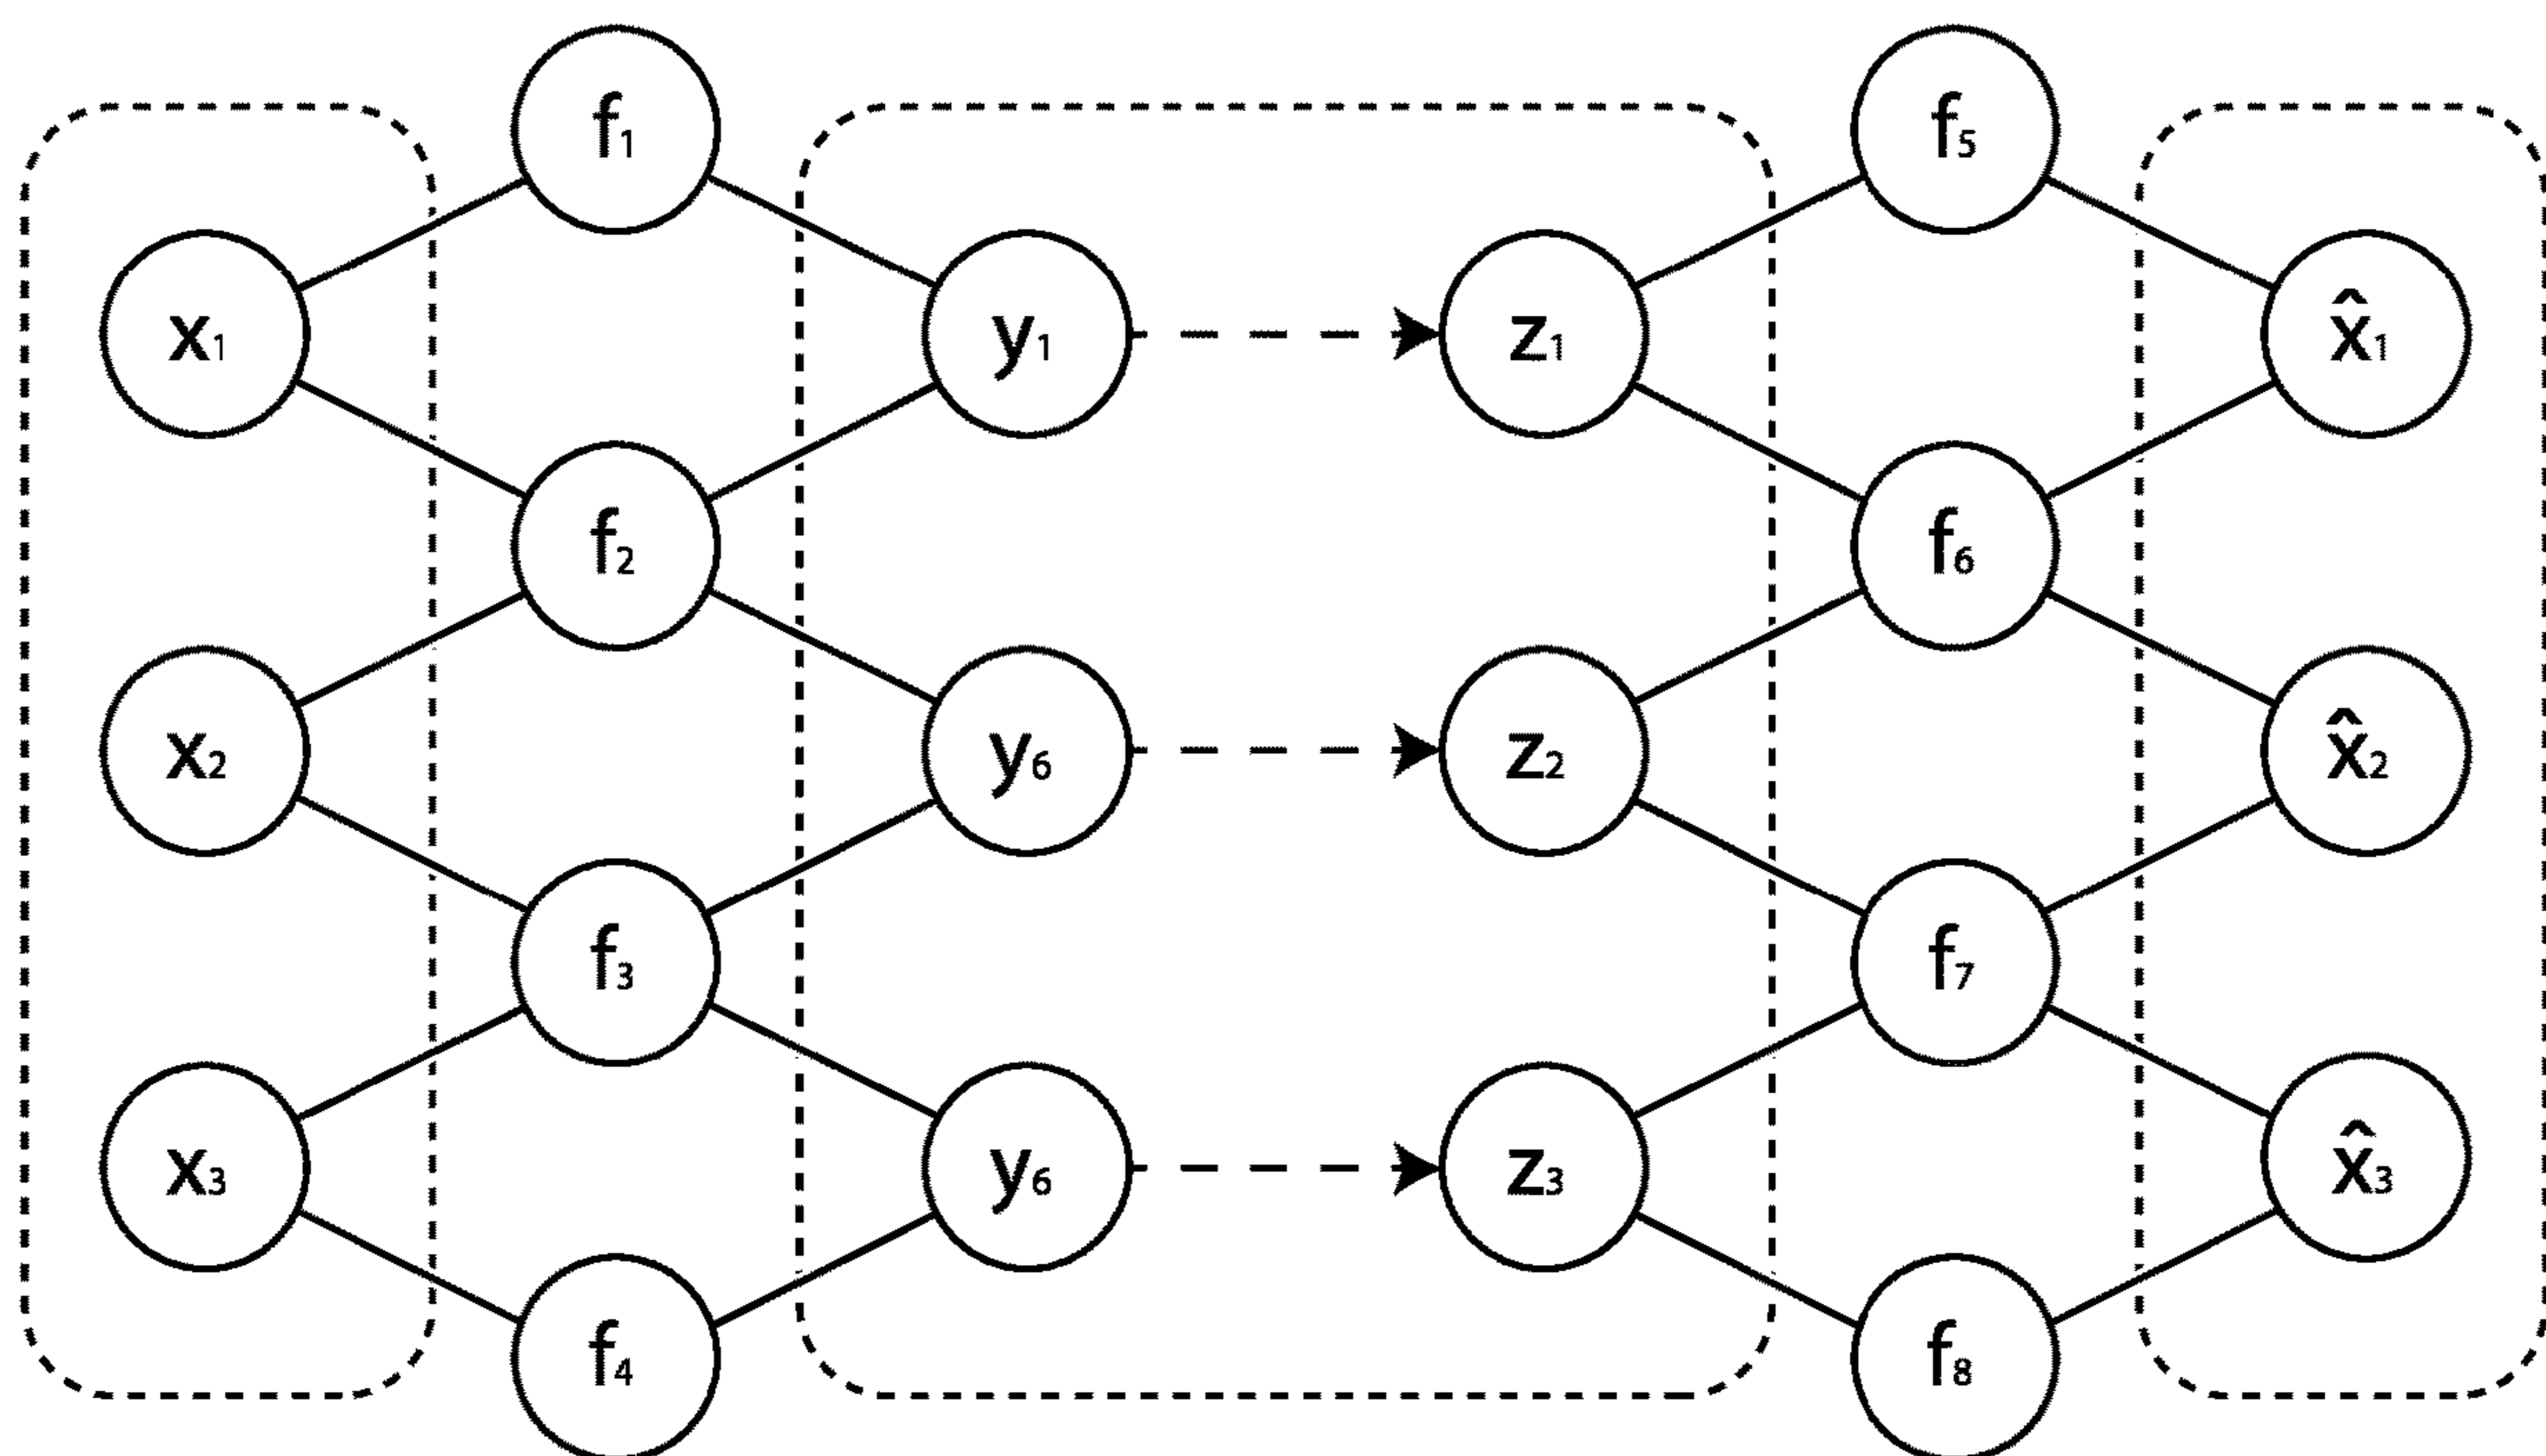 f₁ f₅
x₁ y₁ z₁ x̂₁
f₂ f₆
x₂ y₆ z₂ x̂₂
f₃ f₇
x₃ y₆ z₃ x̂₃
f₄ f₈